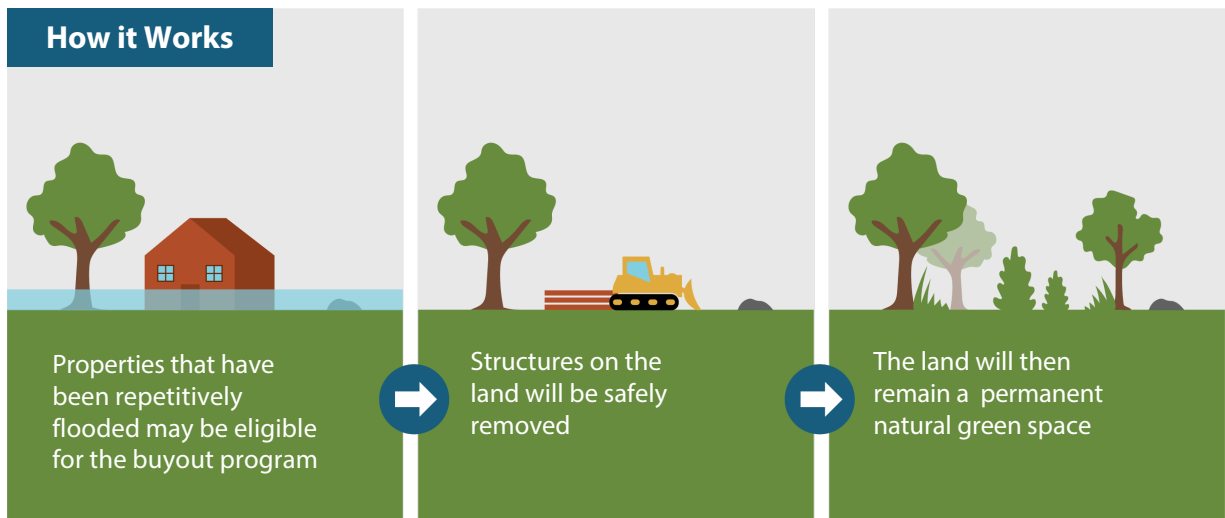 How it Works
Properties that have
been repetitively
flooded may be eligible
for the buyout program
Structures on the
land will be safely
removed
The land will then
remain a  permanent
natural green space